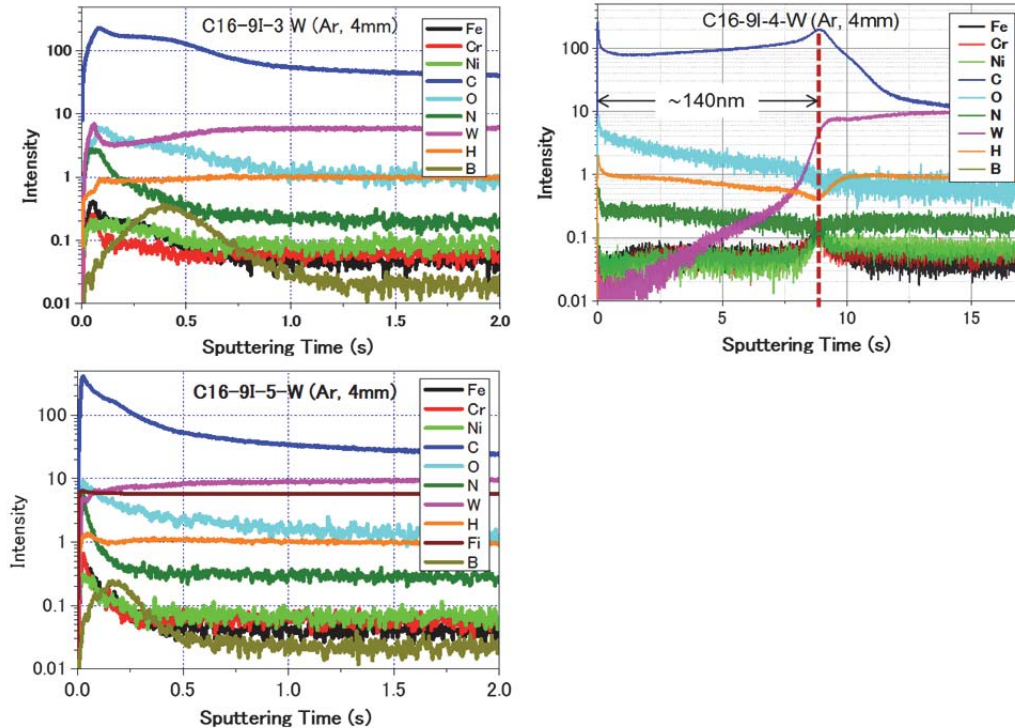 C16-9I-3 W (Ar, 4mm)
Intensity
100
10
1
0.1
0.01
0.0
0.5
1.0
1.5
2.0
Sputtering Time (s)
Fe
Cr
Ni
C
O
N
W
H
B
C16-9I-4-W (Ar, 4mm)
~140nm
Intensity
100
10
1
0.1
0.01
0
5
10
15
Sputtering Time (s)
Fe
Cr
Ni
C
O
N
W
H
B
C16-9I-5-W (Ar, 4mm)
Intensity
100
10
1
0.1
0.01
0.0
0.5
1.0
1.5
2.0
Sputtering Time (s)
Fe
Cr
Ni
C
O
N
W
H
Fi
B